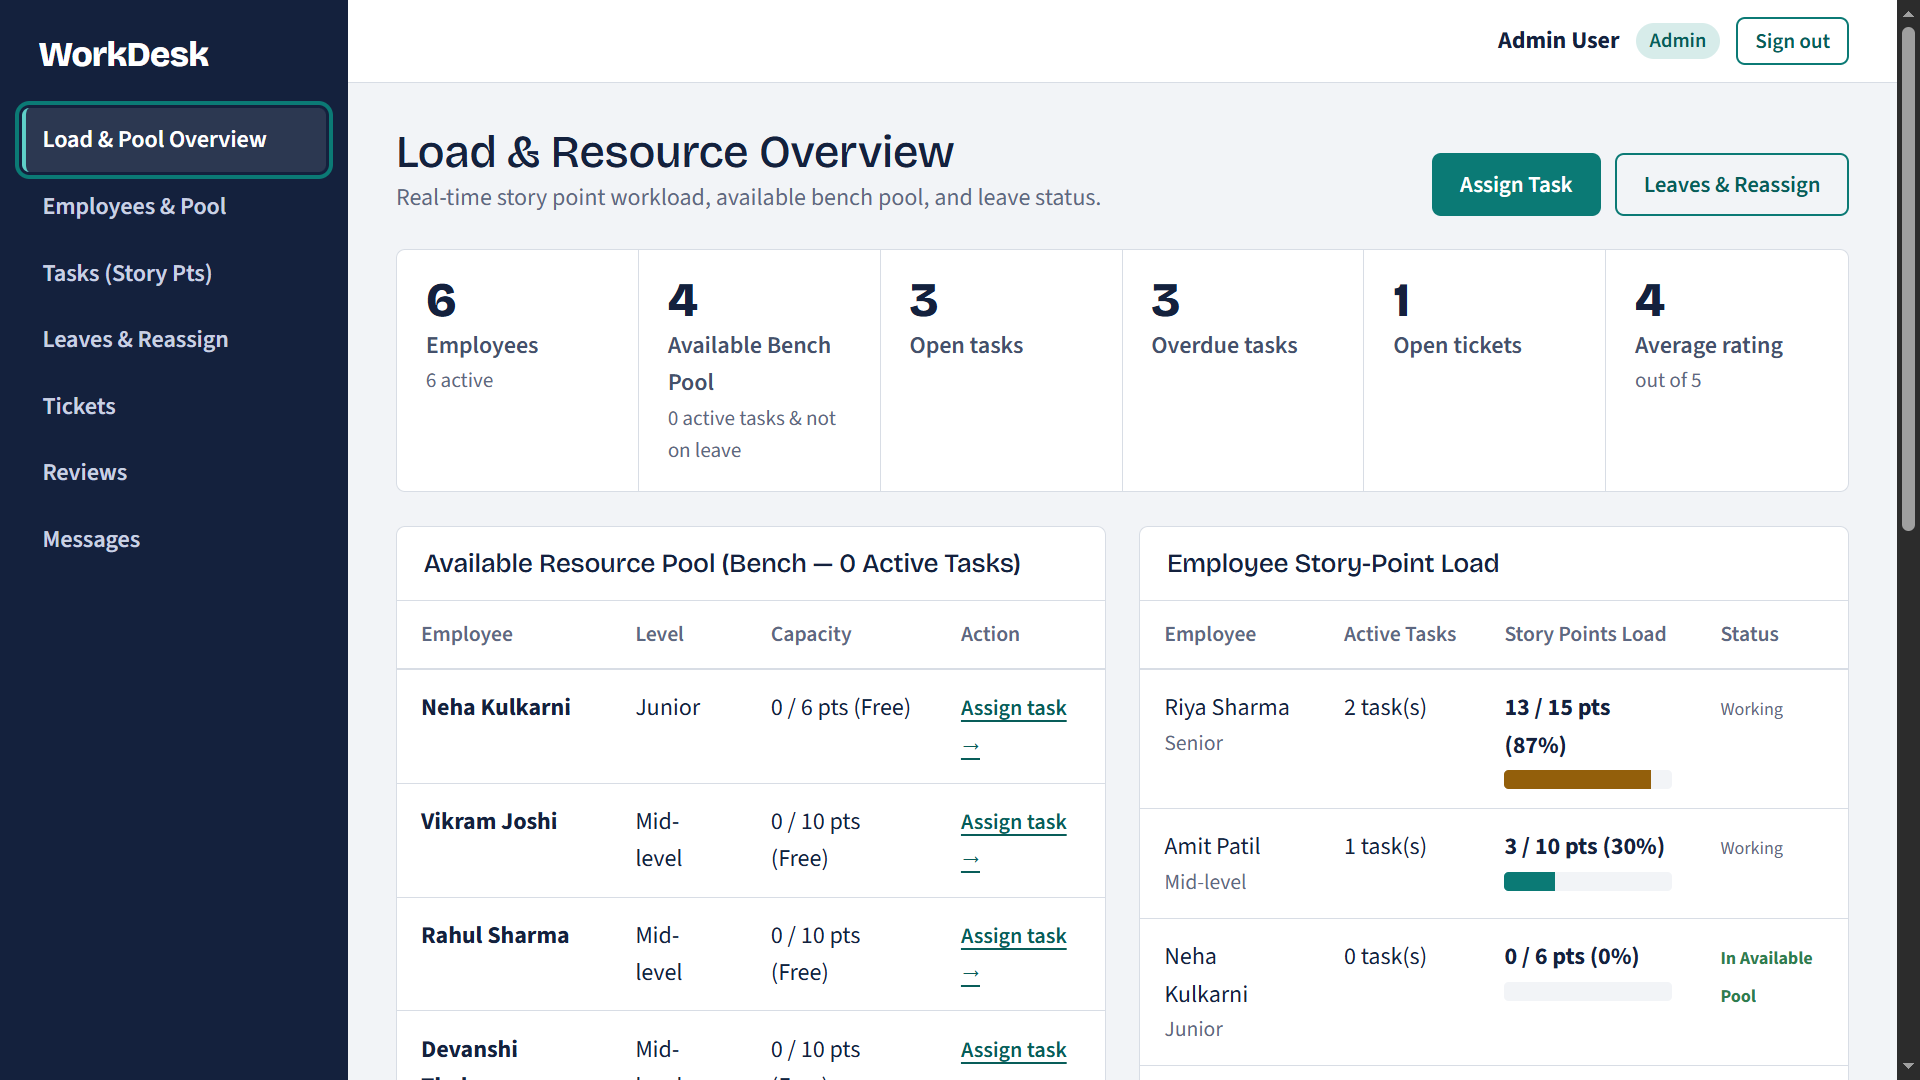 WorkDesk
Load & Pool Overview
Employees & Pool
Tasks (Story Pts)
Leaves & Reassign
Tickets
Reviews
Messages
Admin User
Admin
Sign out
Load & Resource Overview
Real-time story point workload, available bench pool, and leave status.
Assign Task
Leaves & Reassign
6
Employees
6 active
4
Available Bench
Pool
0 active tasks & not
on leave
3
Open tasks
3
Overdue tasks
1
Open tickets
4
Average rating
out of 5
Available Resource Pool (Bench — 0 Active Tasks)
Employee Level Capacity Action
Neha Kulkarni Junior 0 / 6 pts (Free) Assign task
→
Vikram Joshi Mid- 0 / 10 pts Assign task
level (Free) →
Rahul Sharma Mid- 0 / 10 pts Assign task
level (Free) →
Devanshi Mid- 0 / 10 pts Assign task
Employee Story-Point Load
Employee Active Tasks Story Points Load Status
Riya Sharma 2 task(s) 13 / 15 pts Working
Senior (87%)
Amit Patil 1 task(s) 3 / 10 pts (30%) Working
Mid-level
Neha 0 task(s) 0 / 6 pts (0%) In Available
Kulkarni Pool
Junior